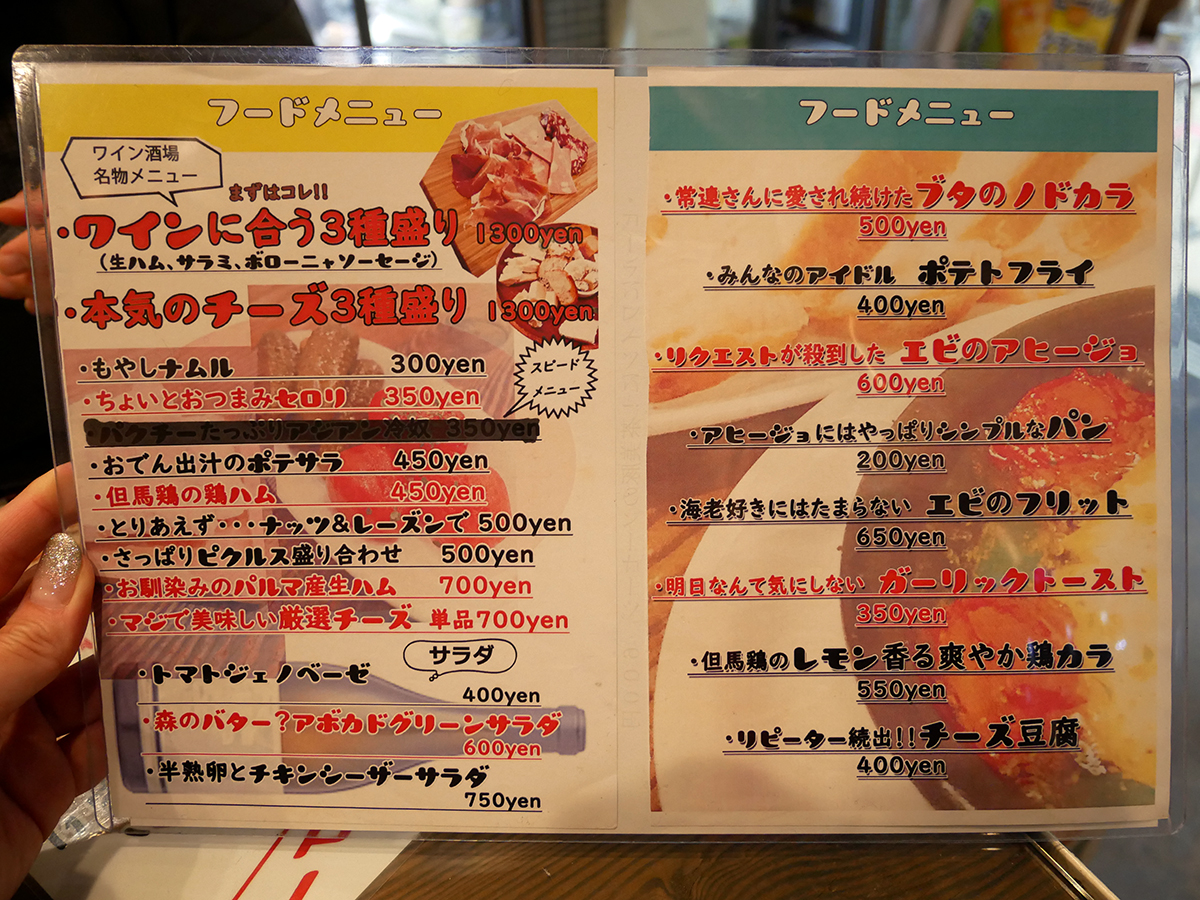 フードメニュー
ワイン酒場
名物メニュー
まずはコレ!!
・ワインに合う3種盛り 1300yen
(生ハム、サラミ、ボローニャソーセージ)
・本気のチーズ3種盛り 1300yen
スピード
メニュー
・もやしナムル 300yen
・ちょいとおつまみセロリ 350yen
・パクチーたっぷりアジアン冷奴 350yen
・おでん出汁のポテサラ 450yen
・但馬鶏の鶏ハム 450yen
・とりあえず・・・ナッツ&レーズンで 500yen
・さっぱりピクルス盛り合わせ 500yen
・お馴染みのパルマ産生ハム 700yen
・マジで美味しい厳選チーズ 単品700yen
サラダ
・トマトジェノベーゼ
400yen
・森のバター?アボカドグリーンサラダ
600yen
・半熟卵とチキンシーザーサラダ
750yen
フードメニュー
・常連さんに愛され続けた ブタのノドカラ
500yen
・みんなのアイドル ポテトフライ
400yen
・リクエストが殺到した エビのアヒージョ
600yen
・アヒージョにはやっぱりシンプルなパン
200yen
・海老好きにはたまらない エビのフリット
650yen
・明日なんて気にしない ガーリックトースト
350yen
・但馬鶏のレモン香る爽やか鶏カラ
550yen
・リピーター続出!!チーズ豆腐
400yen